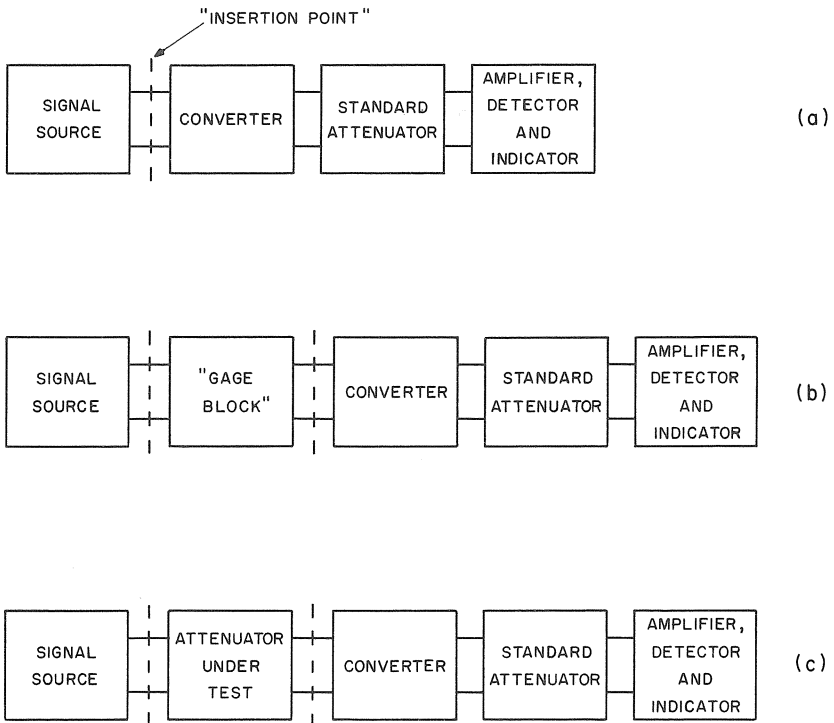 "INSERTION POINT"
SIGNAL
SOURCE
CONVERTER
STANDARD
ATTENUATOR
AMPLIFIER,
DETECTOR
AND
INDICATOR
(a)
SIGNAL
SOURCE
"GAGE
BLOCK"
CONVERTER
STANDARD
ATTENUATOR
AMPLIFIER,
DETECTOR
AND
INDICATOR
(b)
SIGNAL
SOURCE
ATTENUATOR
UNDER
TEST
CONVERTER
STANDARD
ATTENUATOR
AMPLIFIER,
DETECTOR
AND
INDICATOR
(c)